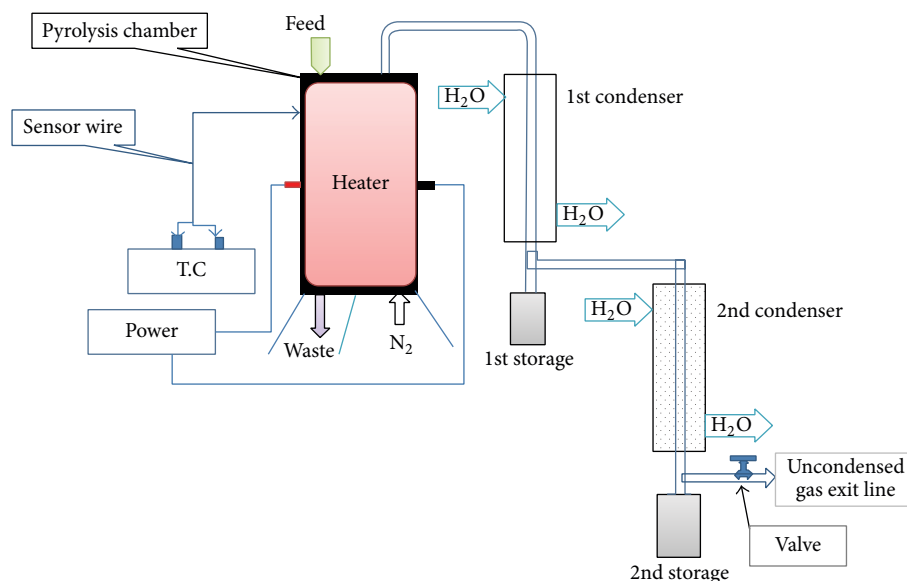 Feed
Pyrolysis chamber
H₂O
1st condenser
Sensor wire
Heater
H₂O
T.C
H₂O
2nd condenser
Power
Waste
N₂
1st storage
H₂O
Uncondensed
gas exit line
Valve
2nd storage